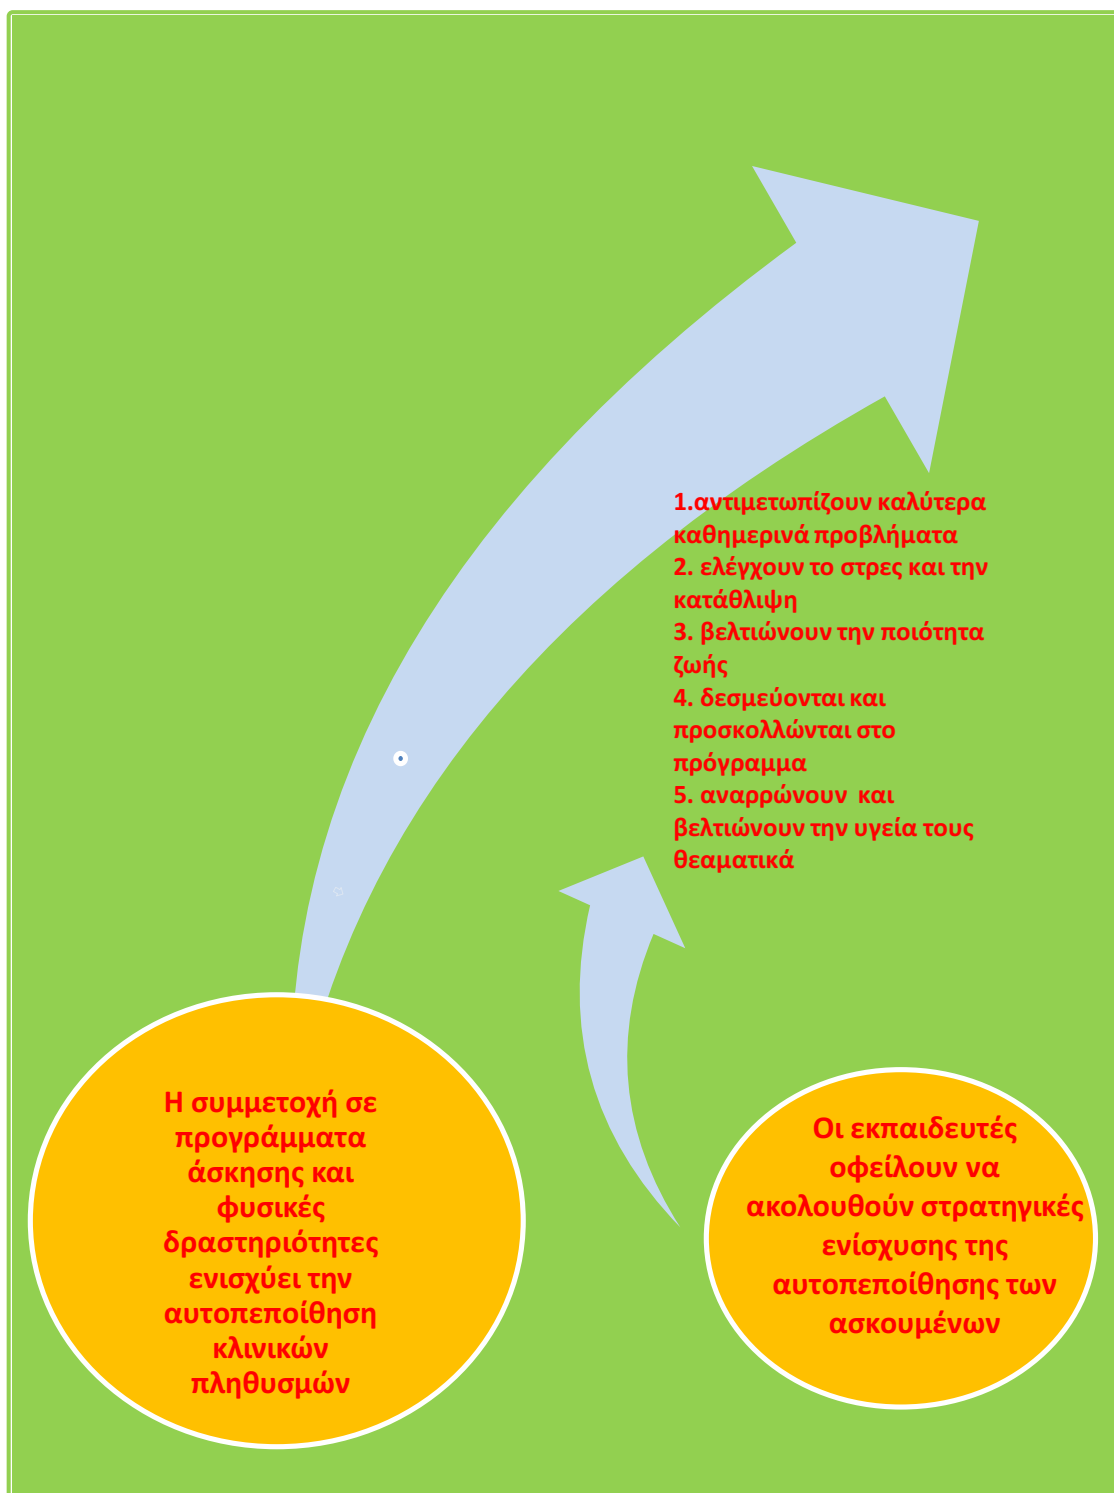 1.αντιμετωπίζουν καλύτερα
καθημερινά προβλήματα
2. ελέγχουν το στρες και την
κατάθλιψη
3. βελτιώνουν την ποιότητα
ζωής
4. δεσμεύονται και
προσκολλώνται στο
πρόγραμμα
5. αναρρώνουν και
βελτιώνουν την υγεία τους
θεαματικά
Η συμμετοχή σε
προγράμματα
άσκησης και
φυσικές
δραστηριότητες
ενισχύει την
αυτοπεποίθηση
κλινικών
πληθυσμών
Οι εκπαιδευτές
οφείλουν να
ακολουθούν στρατηγικές
ενίσχυσης της
αυτοπεποίθησης των
ασκουμένων